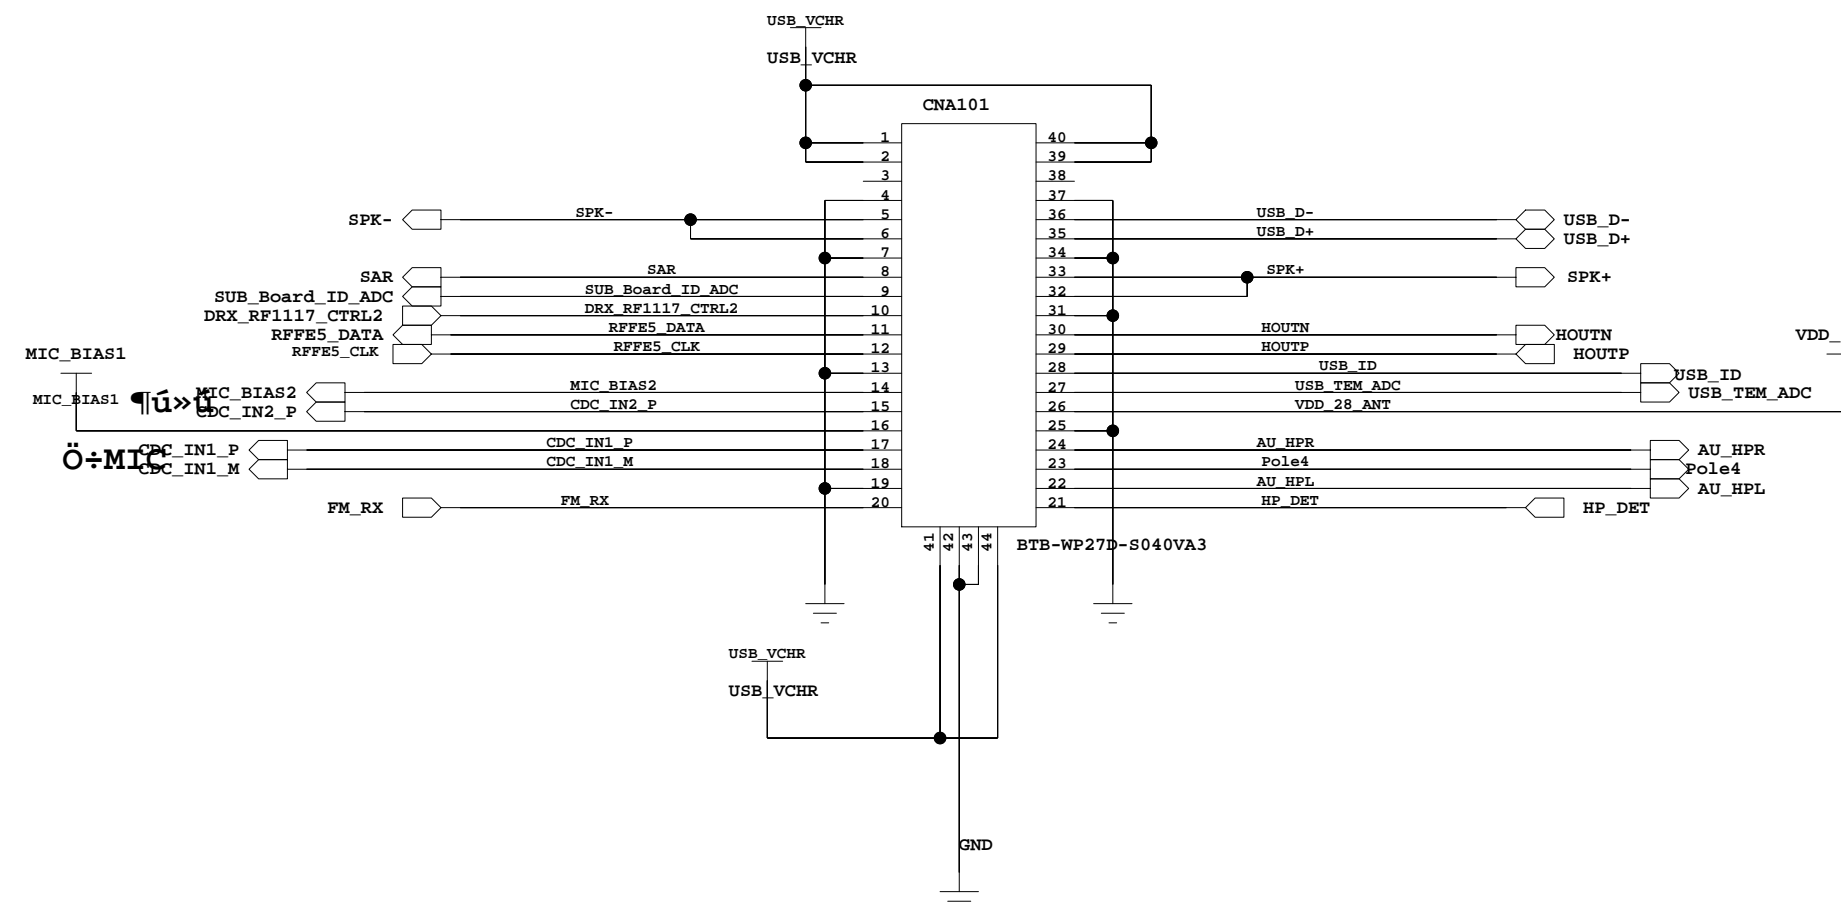 USB_VCHR
USB_VCHR
CNA101
1 40
2 39
3 38
4 37
SPK- SPK- 5 36 USB_D- USB_D-
6 35 USB_D+ USB_D+
7 34
SAR SAR 8 33 SPK+ SPK+
SUB_Board_ID_ADC SUB_Board_ID_ADC 9 32
DRX_RF1117_CTRL2 DRX_RF1117_CTRL2 10 31
RFFE5_DATA RFFE5_DATA 11 30 HOUTN HOUTN VDD_
RFFE5_CLK RFFE5_CLK 12 29 HOUTP HOUTP
MIC_BIAS1
13 28 USB_ID USB_ID
MIC_BIAS2 MIC_BIAS2 14 27 USB_TEM_ADC USB_TEM_ADC
MIC_BIAS1 ¶ú»ú
CDC_IN2_P CDC_IN2_P 15 26 VDD_28_ANT
16 25
CDC_IN1_P CDC_IN1_P 17 24 AU_HPR AU_HPR
Ö÷MIC
CDC_IN1_M CDC_IN1_M 18 23 Pole4 Pole4
19 22 AU_HPL AU_HPL
FM_RX FM_RX 20 21 HP_DET HP_DET
41 42 43 44 BTB-WP27D-S040VA3
USB_VCHR
USB_VCHR
GND